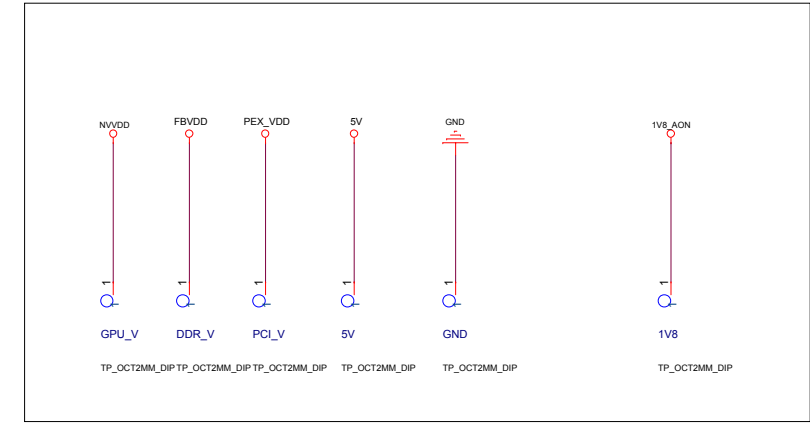 NVVDD FBVDD PEX_VDD 5V GND 1V8_AON
1 1 1 1 1 1
GPU_V DDR_V PCI_V 5V GND 1V8
TP_OCT2MM_DIP TP_OCT2MM_DIP TP_OCT2MM_DIP TP_OCT2MM_DIP TP_OCT2MM_DIP TP_OCT2MM_DIP